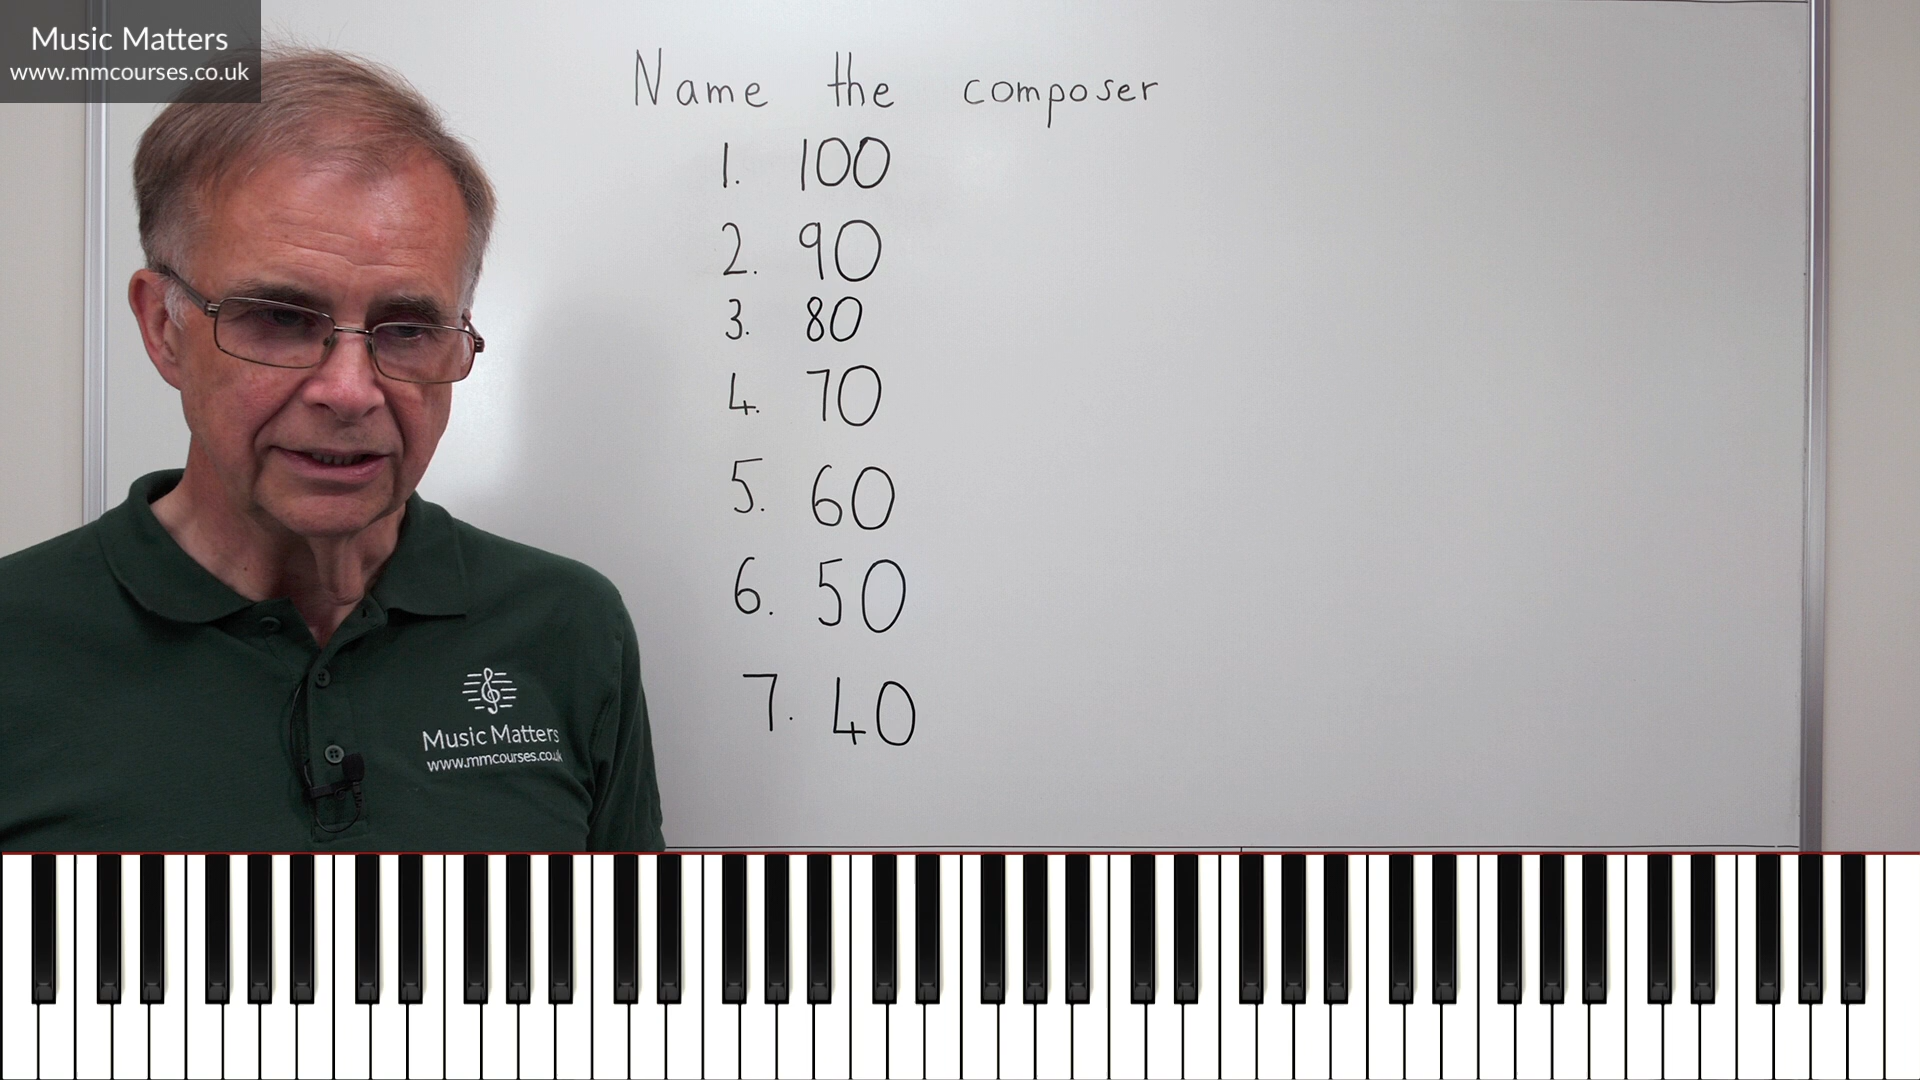 Music Matters
www.mmcourses.co.uk
Name the composer
1. 100
2. 90
3. 80
4. 70
5. 60
6. 50
7. 40
Music Matters
www.mmcourses.co.uk